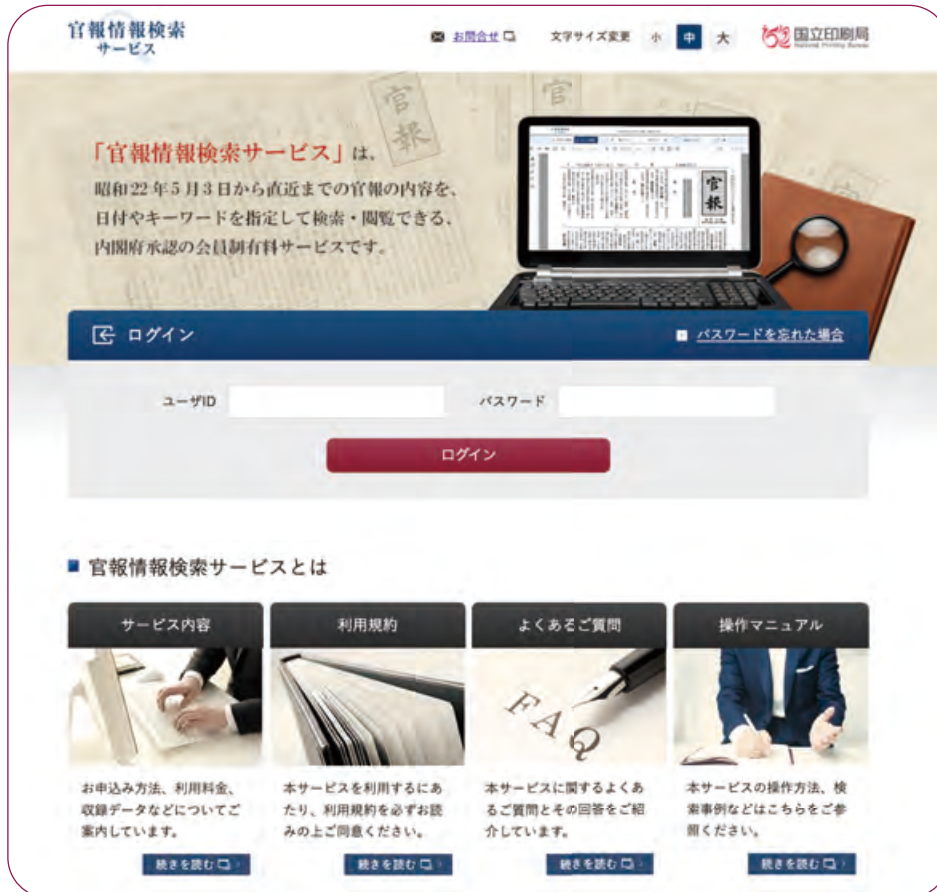 官報情報検索
サービス
お問合せ
文字サイズ変更 小 中 大
国立印刷局
National Printing Bureau
官報
官
「官報情報検索サービス」は、
昭和22年5月3日から直近までの官報の内容を、
日付やキーワードを指定して検索・閲覧できる、
内閣府承認の会員制有料サービスです。
官報
ログイン
パスワードを忘れた場合
ユーザID
パスワード
ログイン
官報情報検索サービスとは
サービス内容
利用規約
よくあるご質問
操作マニュアル
FAQ
お申込み方法、利用料金、
収録データなどについてご
案内しています。
本サービスを利用するにあ
たり、利用規約を必ずお読
みの上ご同意ください。
本サービスに関するよくあ
るご質問とその回答をご紹
介しています。
本サービスの操作方法、検
索事例などはこちらをご参
照ください。
続きを読む
続きを読む
続きを読む
続きを読む